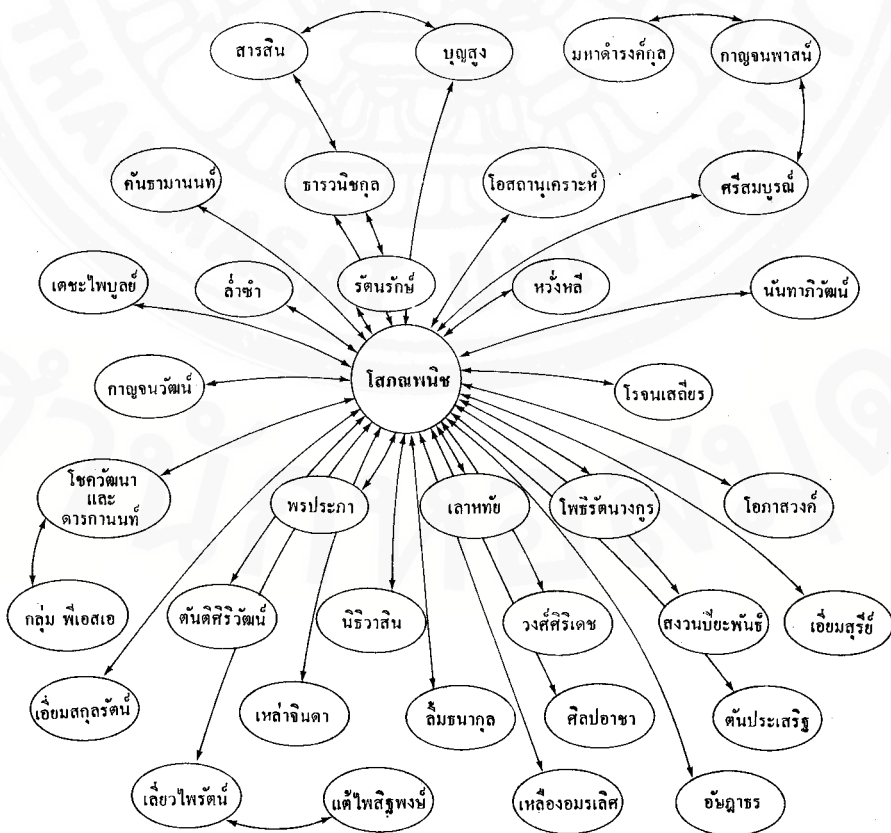 สารสิน
บุญสูง
มหาดำรงค์กุล
กาญจนพาสน์
คันธามานนท์
ธารวนิชกุล
โอสถานุเคราะห์
ศรีสมบูรณ์
เตชะไพบูลย์
ล่ำซำ
รัตนรักษ์
หวั่งหลี
นันทาภิวัฒน์
โสภณพนิช
กาญจนวัฒน์
โรจนเสถียร
โชควัฒนา
และ
ดารกานนท์
พรประภา
เลาหทัย
โพธิรัตนางกูร
โอภาสวงค์
กลุ่ม พีเอสเอ
ตันติศิริวัฒน์
นิธิวาสิน
วงศ์ศิริเดช
สงวนปิยะพันธ์
เอี่ยมสุรีย์
เอี่ยมสกุลรัตน์
เหล่าจินดา
ลิ้มธนากุล
ศิลปอาชา
ตันประเสริฐ
เลี่ยวไพรัตน์
แต้ไพสิฐพงษ์
เหลืองอมรเลิศ
อัษฎาธร
THAMMASAT UNIVERSITY